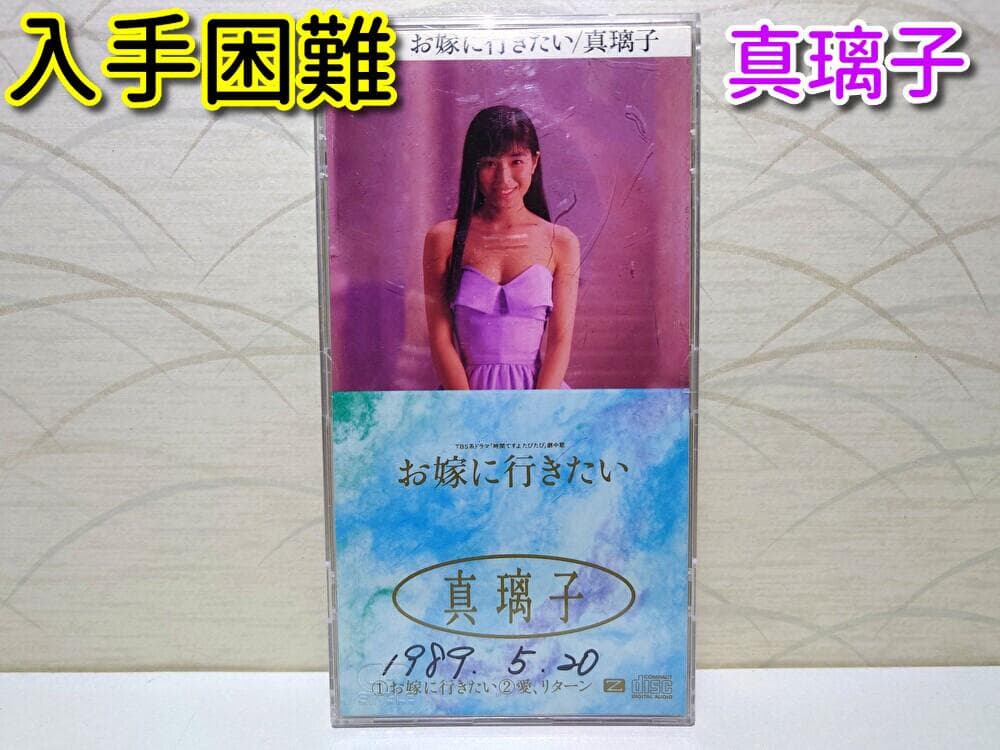 入手困難
真璃子
お嫁に行きたい/真璃子
TBS系ドラマ「時間ですよたびたび」劇中歌
お嫁に行きたい
真璃子
1989. 5. 20
①お嫁に行きたい②愛、リターン
COMPACT
disc
DIGITAL AUDIO